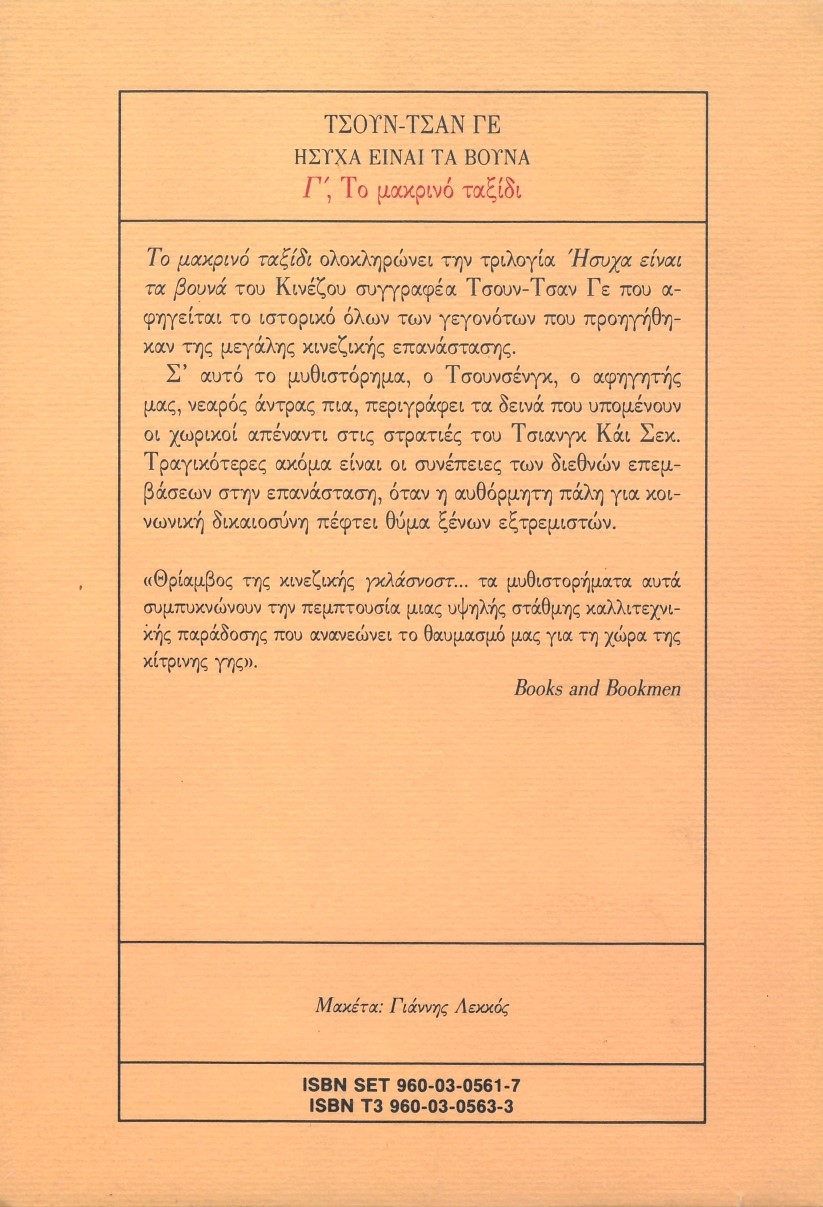 ΤΣΟΥΝ-ΤΣΑΝ ΓΕ
ΗΣΥΧΑ ΕΙΝΑΙ ΤΑ ΒΟΥΝΑ
Γ′, Το μακρινό ταξίδι
Το μακρινό ταξίδι ολοκληρώνει την τριλογία Ήσυχα είναι
τα βουνά του Κινέζου συγγραφέα Τσουν-Τσαν Γε που α-
φηγείται το ιστορικό όλων των γεγονότων που προηγήθη-
καν της μεγάλης κινεζικής επανάστασης.
Σ' αυτό το μυθιστόρημα, ο Τσουνσένγκ, ο αφηγητής
μας, νεαρός άντρας πια, περιγράφει τα δεινά που υπομένουν
οι χωρικοί απέναντι στις στρατιές του Τσιανγκ Κάι Σεκ.
Τραγικότερες ακόμα είναι οι συνέπειες των διεθνών επεμ-
βάσεων στην επανάσταση, όταν η αυθόρμητη πάλη για κοι-
νωνική δικαιοσύνη πέφτει θύμα ξένων εξτρεμιστών.
«Θρίαμβος της κινεζικής γκλάσνοστ... τα μυθιστορήματα αυτά
συμπυκνώνουν την πεμπτουσία μιας υψηλής στάθμης καλλιτεχνι-
κής παράδοσης που ανανεώνει το θαυμασμό μας για τη χώρα της
κίτρινης γης».
Books and Bookmen
Μακέτα: Γιάννης Λεκκός
ISBN SET 960-03-0561-7
ISBN T3 960-03-0563-3